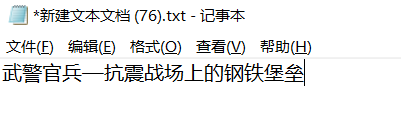 *新建文本文档 (76).txt - 记事本
文件(F) 编辑(E) 格式(O) 查看(V) 帮助(H)
武警官兵—抗震战场上的钢铁堡垒